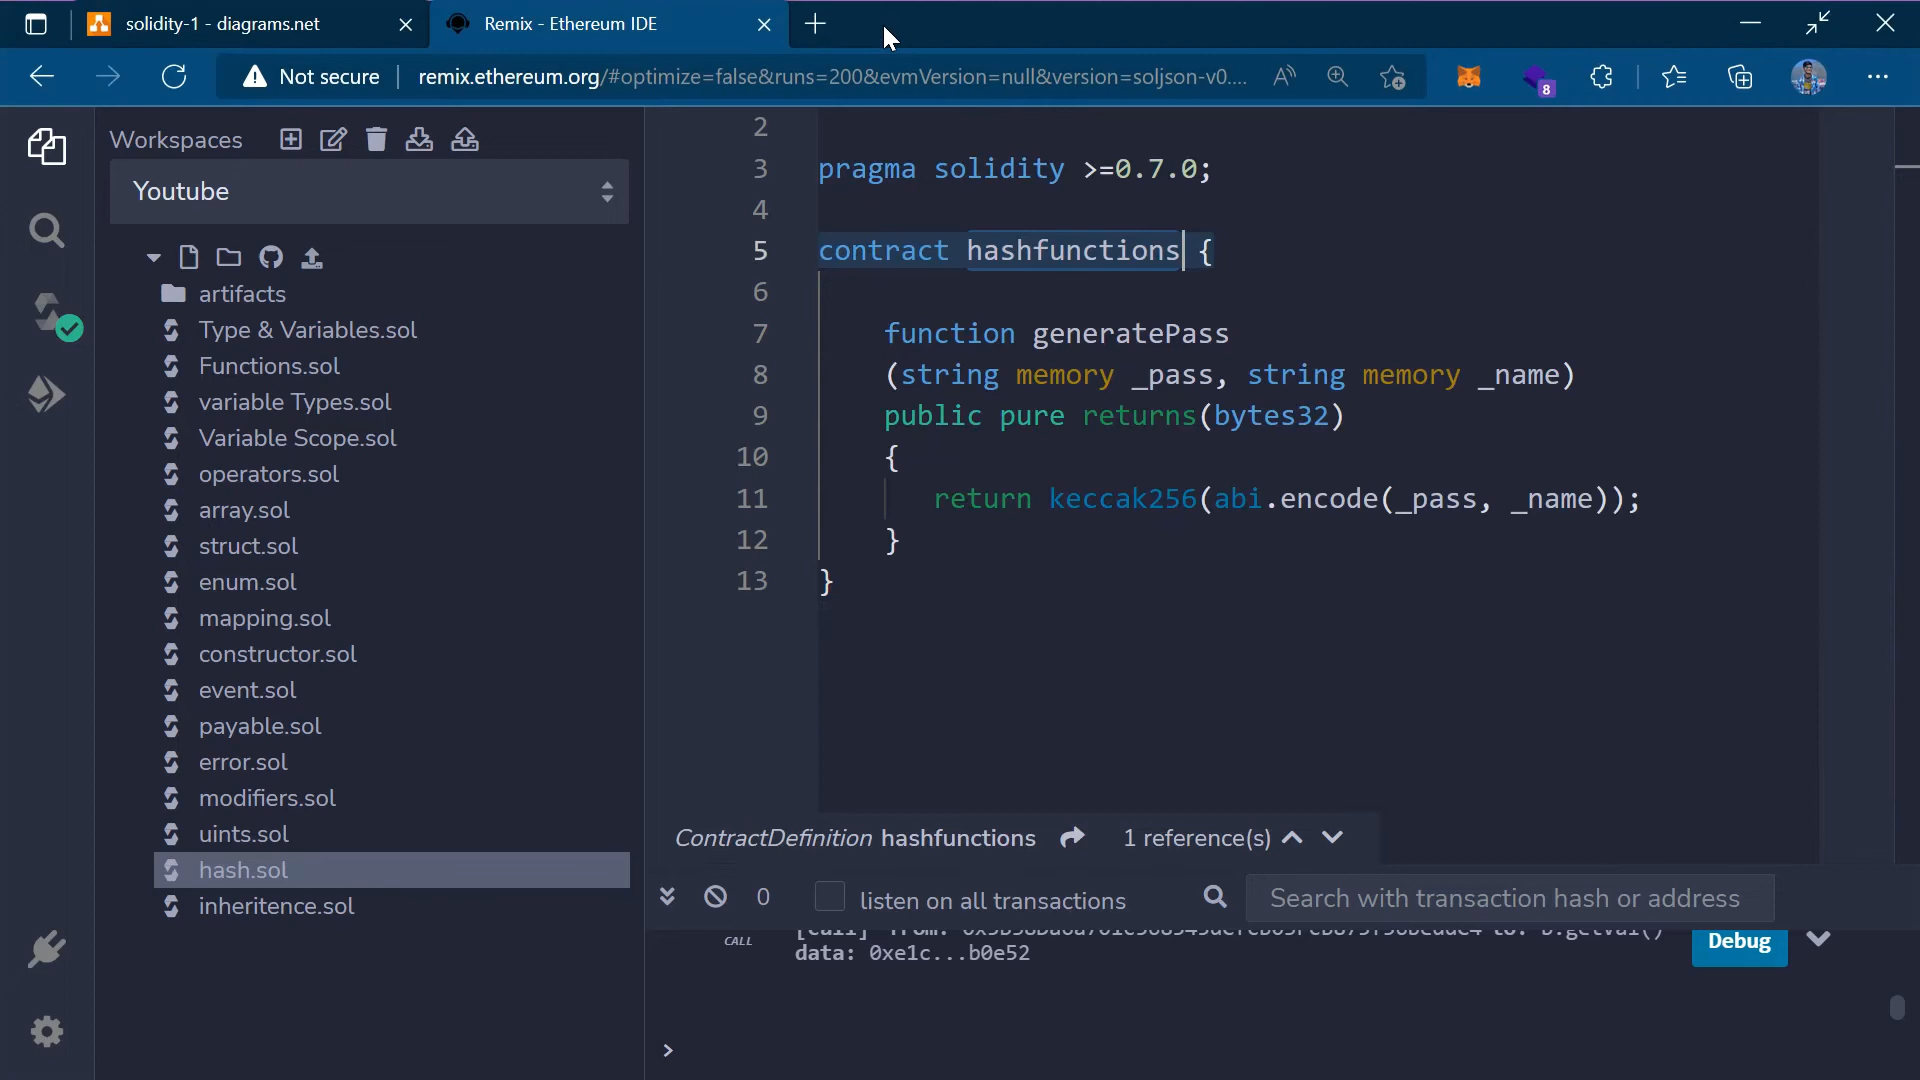 solidity-1 - diagrams.net
Remix - Ethereum IDE
Not secure
remix.ethereum.org/#optimize=false&runs=200&evmVersion=null&version=soljson-v0....
8
Workspaces
Youtube
artifacts
Type & Variables.sol
Functions.sol
variable Types.sol
Variable Scope.sol
operators.sol
array.sol
struct.sol
enum.sol
mapping.sol
constructor.sol
event.sol
payable.sol
error.sol
modifiers.sol
uints.sol
hash.sol
inheritence.sol
2
3 pragma solidity >=0.7.0;
4
5 contract hashfunctions {
6
7 function generatePass
8 (string memory _pass, string memory _name)
9 public pure returns(bytes32)
10 {
11 return keccak256(abi.encode(_pass, _name));
12 }
13 }
ContractDefinition hashfunctions 1 reference(s)
0 listen on all transactions
Search with transaction hash or address
CALL
data: 0xe1c...b0e52
Debug
>